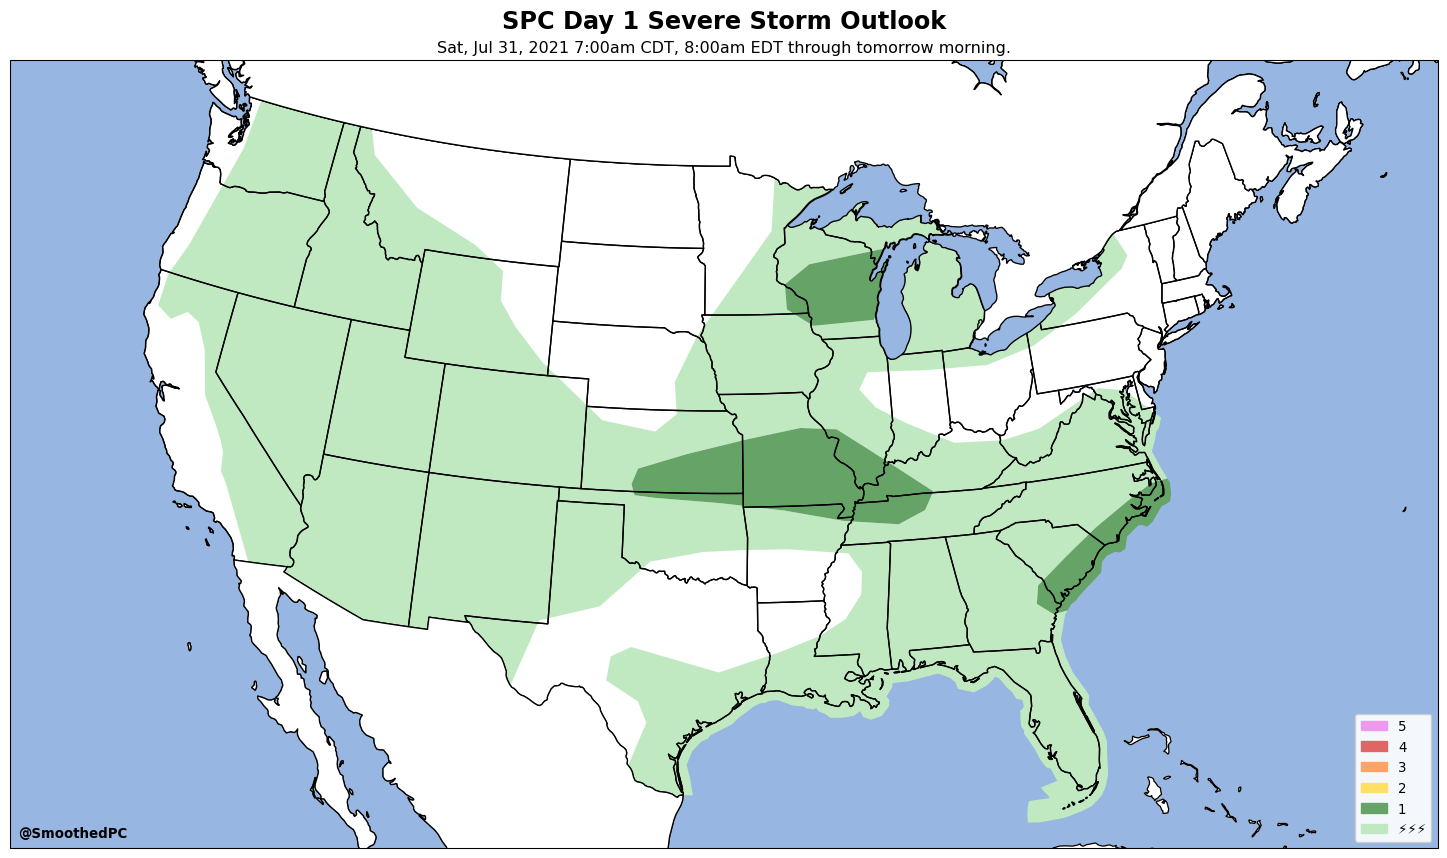 SPC Day 1 Severe Storm Outlook
Sat, Jul 31, 2021 7:00am CDT, 8:00am EDT through tomorrow morning.
5
4
3
2
1
⚡⚡⚡
@SmoothedPC